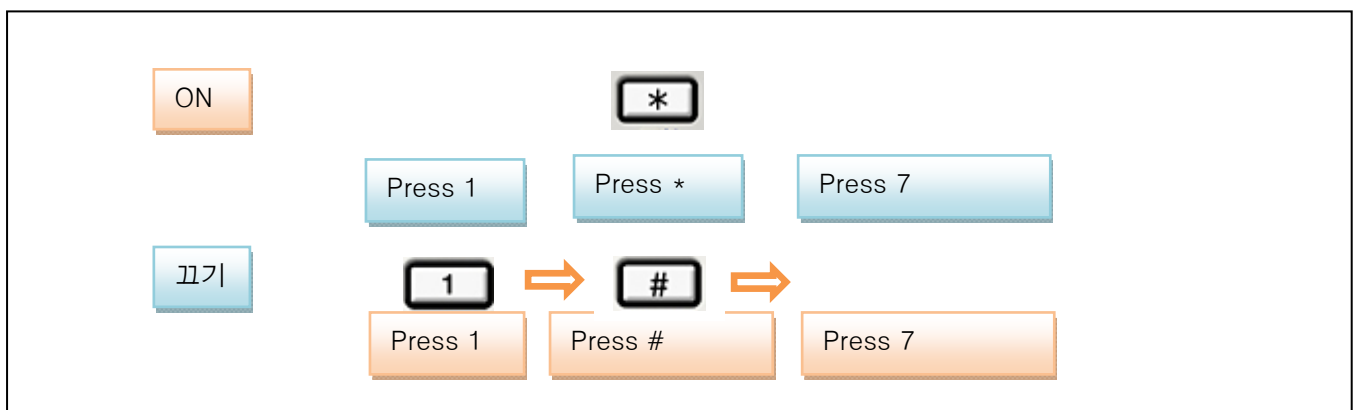 ON
*
Press 1
Press *
Press 7
끄기
1
#
Press 1
Press #
Press 7